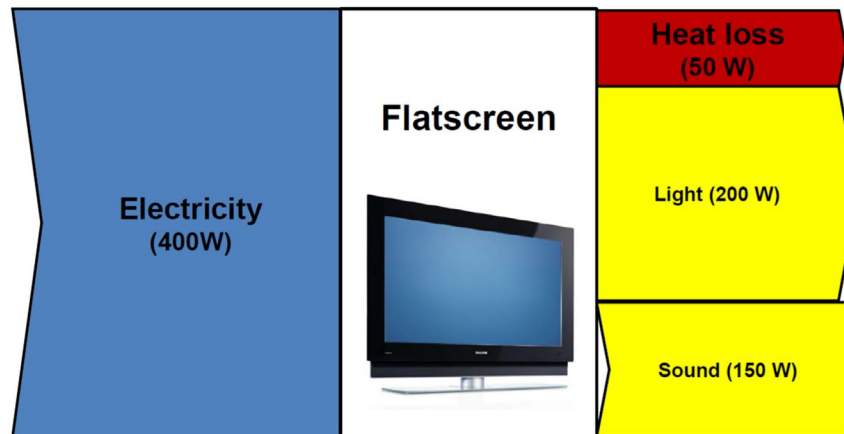 Electricity
(400W)
Flatscreen
Heat loss
(50 W)
Light (200 W)
Sound (150 W)